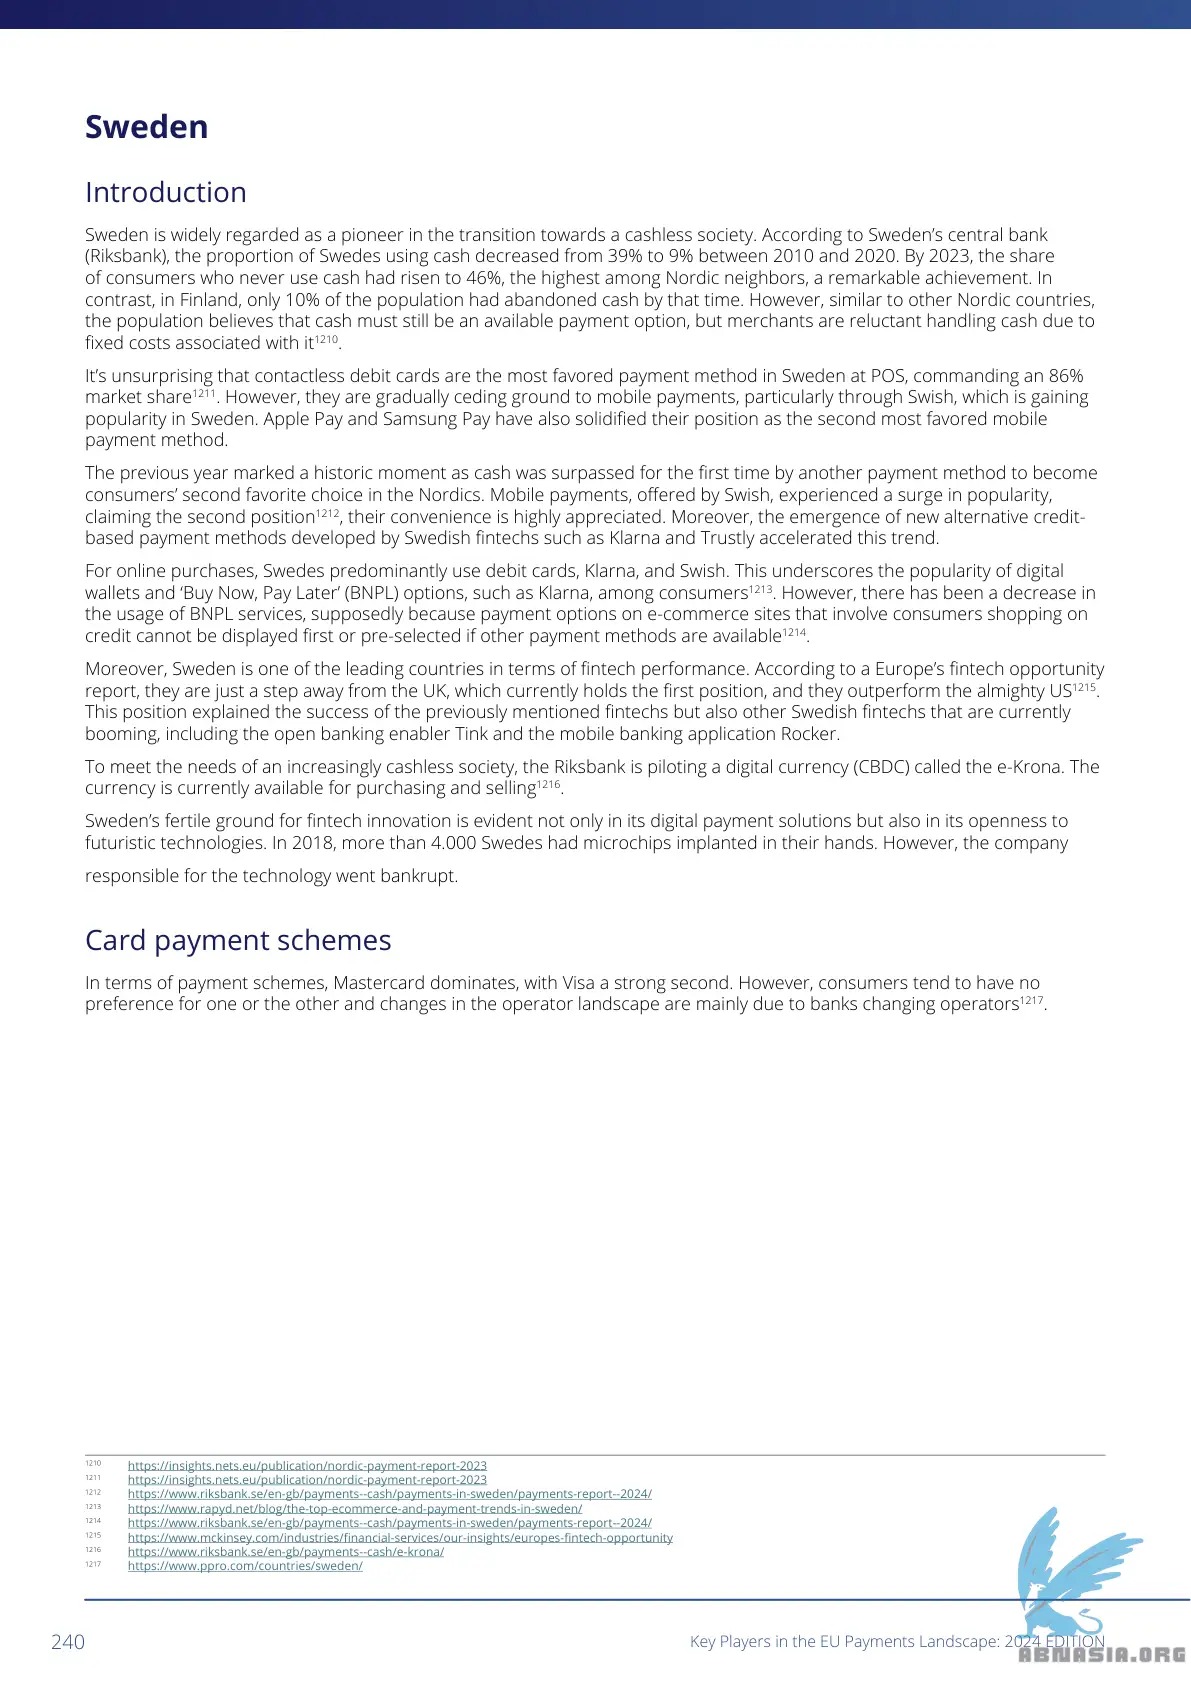 Sweden
Introduction
Sweden is widely regarded as a pioneer in the transition towards a cashless society. According to Sweden’s central bank
(Riksbank), the proportion of Swedes using cash decreased from 39% to 9% between 2010 and 2020. By 2023, the share
of consumers who never use cash had risen to 46%, the highest among Nordic neighbors, a remarkable achievement. In
contrast, in Finland, only 10% of the population had abandoned cash by that time. However, similar to other Nordic countries,
the population believes that cash must still be an available payment option, but merchants are reluctant handling cash due to
fixed costs associated with it1210.
It’s unsurprising that contactless debit cards are the most favored payment method in Sweden at POS, commanding an 86%
market share1211. However, they are gradually ceding ground to mobile payments, particularly through Swish, which is gaining
popularity in Sweden. Apple Pay and Samsung Pay have also solidified their position as the second most favored mobile
payment method.
The previous year marked a historic moment as cash was surpassed for the first time by another payment method to become
consumers’ second favorite choice in the Nordics. Mobile payments, offered by Swish, experienced a surge in popularity,
claiming the second position1212, their convenience is highly appreciated. Moreover, the emergence of new alternative credit-
based payment methods developed by Swedish fintechs such as Klarna and Trustly accelerated this trend.
For online purchases, Swedes predominantly use debit cards, Klarna, and Swish. This underscores the popularity of digital
wallets and ‘Buy Now, Pay Later’ (BNPL) options, such as Klarna, among consumers1213. However, there has been a decrease in
the usage of BNPL services, supposedly because payment options on e-commerce sites that involve consumers shopping on
credit cannot be displayed first or pre-selected if other payment methods are available1214.
Moreover, Sweden is one of the leading countries in terms of fintech performance. According to a Europe’s fintech opportunity
report, they are just a step away from the UK, which currently holds the first position, and they outperform the almighty US1215.
This position explained the success of the previously mentioned fintechs but also other Swedish fintechs that are currently
booming, including the open banking enabler Tink and the mobile banking application Rocker.
To meet the needs of an increasingly cashless society, the Riksbank is piloting a digital currency (CBDC) called the e-Krona. The
currency is currently available for purchasing and selling1216.
Sweden’s fertile ground for fintech innovation is evident not only in its digital payment solutions but also in its openness to
futuristic technologies. In 2018, more than 4.000 Swedes had microchips implanted in their hands. However, the company
responsible for the technology went bankrupt.
Card payment schemes
In terms of payment schemes, Mastercard dominates, with Visa a strong second. However, consumers tend to have no
preference for one or the other and changes in the operator landscape are mainly due to banks changing operators1217.
1210 https://insights.nets.eu/publication/nordic-payment-report-2023
1211 https://insights.nets.eu/publication/nordic-payment-report-2023
1212 https://www.riksbank.se/en-gb/payments--cash/payments-in-sweden/payments-report--2024/
1213 https://www.rapyd.net/blog/the-top-ecommerce-and-payment-trends-in-sweden/
1214 https://www.riksbank.se/en-gb/payments--cash/payments-in-sweden/payments-report--2024/
1215 https://www.mckinsey.com/industries/financial-services/our-insights/europes-fintech-opportunity
1216 https://www.riksbank.se/en-gb/payments--cash/e-krona/
1217 https://www.ppro.com/countries/sweden/
240
Key Players in the EU Payments Landscape: 2024 EDITION
ABNASIA.ORG